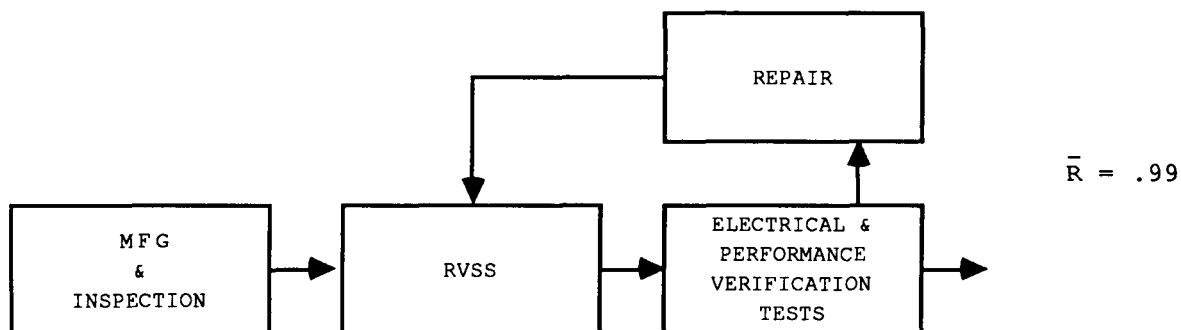 REPAIR
R̄ = .99
MFG
&
INSPECTION
RVSS
ELECTRICAL &
PERFORMANCE
VERIFICATION
TESTS